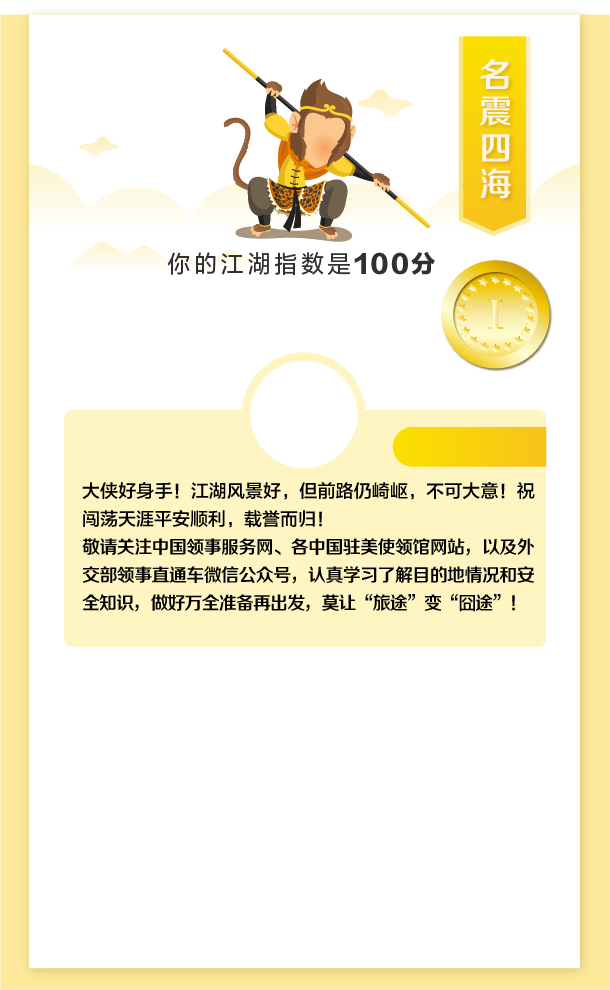 名震四海
你的江湖指数是100分
I
大侠好身手！江湖风景好，但前路仍崎岖，不可大意！祝
闯荡天涯平安顺利，载誉而归！
敬请关注中国领事服务网、各中国驻美使领馆网站，以及外
交部领事直通车微信公众号，认真学习了解目的地情况和安
全知识，做好万全准备再出发，莫让“旅途”变“囧途”！